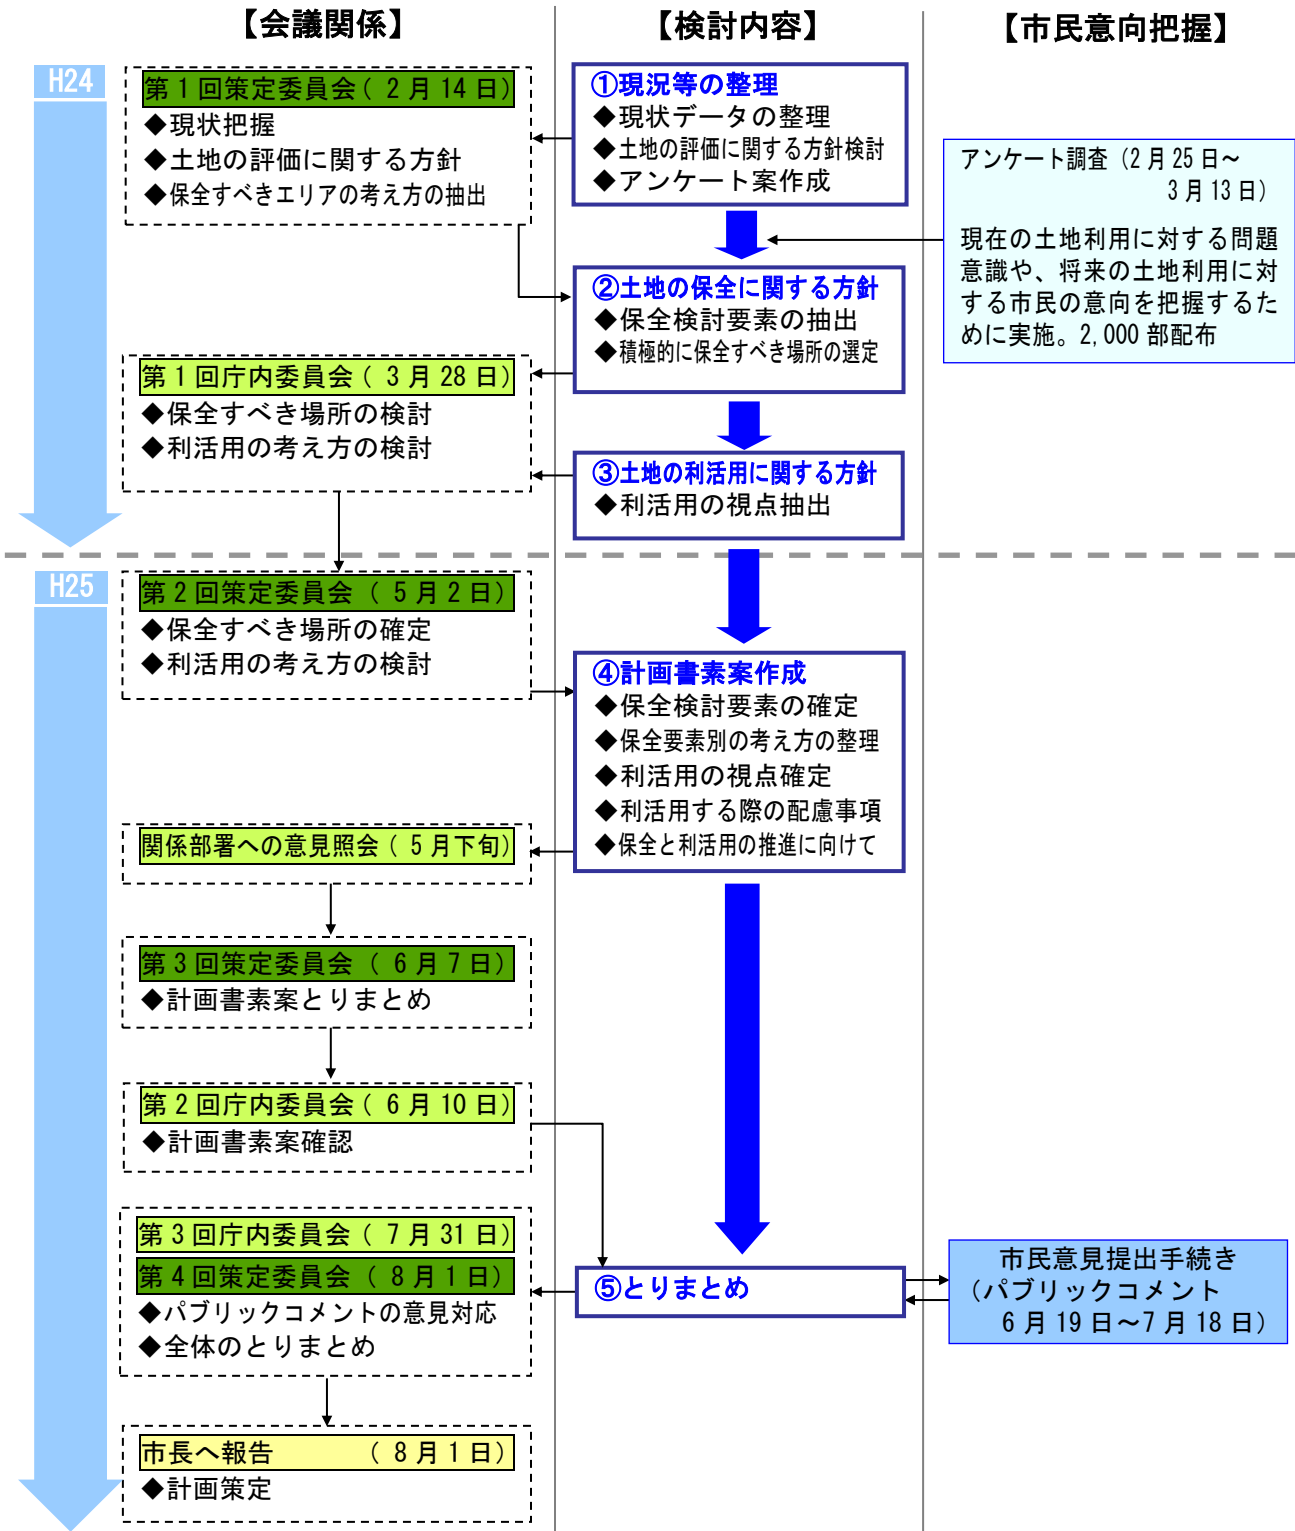 【会議関係】
【検討内容】
【市民意向把握】
H24
第1回策定委員会（2月14日）
◆現状把握
◆土地の評価に関する方針
◆保全すべきエリアの考え方の抽出
①現況等の整理
◆現状データの整理
◆土地の評価に関する方針検討
◆アンケート案作成
アンケート調査（2月25日～
3月13日）
現在の土地利用に対する問題
意識や、将来の土地利用に対
する市民の意向を把握するた
めに実施。2,000部配布
②土地の保全に関する方針
◆保全検討要素の抽出
◆積極的に保全すべき場所の選定
第1回庁内委員会（3月28日）
◆保全すべき場所の検討
◆利活用の考え方の検討
③土地の利活用に関する方針
◆利活用の視点抽出
H25
第2回策定委員会（5月2日）
◆保全すべき場所の確定
◆利活用の考え方の検討
④計画書素案作成
◆保全検討要素の確定
◆保全要素別の考え方の整理
◆利活用の視点確定
◆利活用する際の配慮事項
◆保全と利活用の推進に向けて
関係部署への意見照会（5月下旬）
第3回策定委員会（6月7日）
◆計画書素案とりまとめ
第2回庁内委員会（6月10日）
◆計画書素案確認
第3回庁内委員会（7月31日）
第4回策定委員会（8月1日）
◆パブリックコメントの意見対応
◆全体のとりまとめ
⑤とりまとめ
市民意見提出手続き
（パブリックコメント
6月19日～7月18日）
市長へ報告　　　（8月1日）
◆計画策定